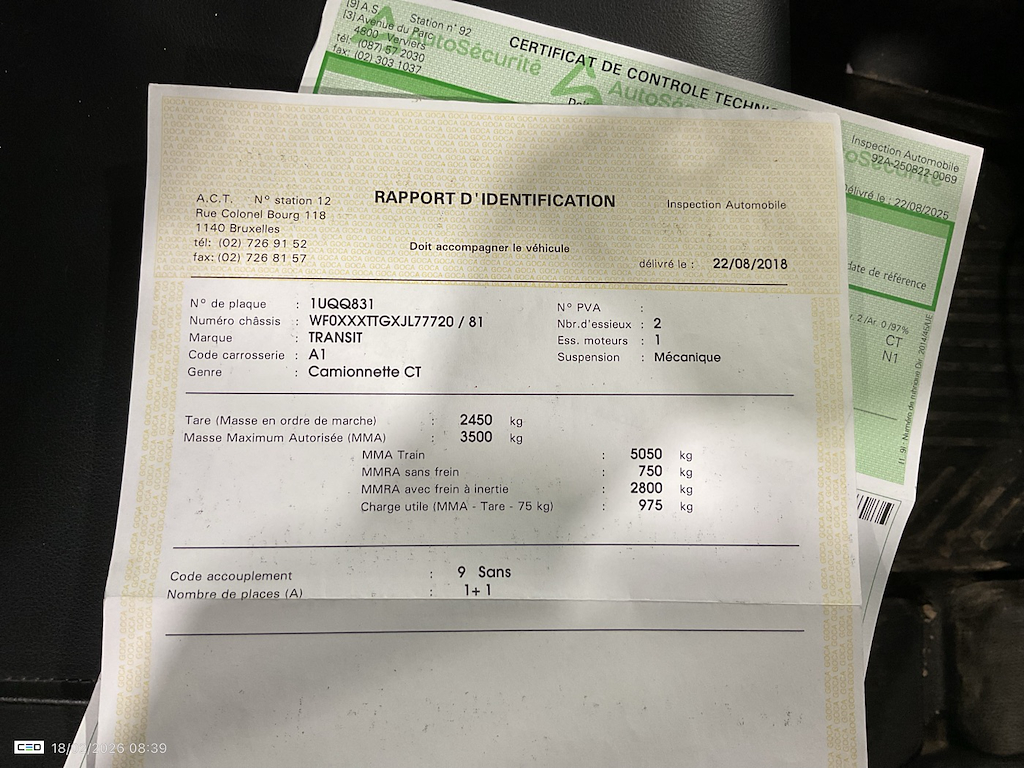 (9) A.S. Station n° 92
(3) Avenue du Parc
4800 Verviers
tél: (087) 57 2030
fax: (02) 303 1037
AutoSécurité
CERTIFICAT DE CONTROLE TECHNI
AutoSéc
Inspection Automobile
92A-250822-0069
délivré le : 22/08/2025
date de référence
2/Ar. 0/97%
CT
N1
RAPPORT D'IDENTIFICATION
A.C.T. N° station 12
Inspection Automobile
Rue Colonel Bourg 118
1140 Bruxelles
tél: (02) 726 91 52
Doit accompagner le véhicule
fax: (02) 726 81 57
délivré le : 22/08/2018
N° de plaque : 1UQQ831
N° PVA :
Numéro châssis : WF0XXXTTGXJL77720 / 81
Nbr.d'essieux : 2
Marque : TRANSIT
Ess. moteurs : 1
Code carrosserie : A1
Suspension : Mécanique
Genre : Camionnette CT
Tare (Masse en ordre de marche) : 2450 kg
Masse Maximum Autorisée (MMA) : 3500 kg
MMA Train : 5050 kg
MMRA sans frein : 750 kg
MMRA avec frein à inertie : 2800 kg
Charge utile (MMA - Tare - 75 kg) : 975 kg
Code accouplement : 9 Sans
Nombre de places (A) : 1+ 1
CEO